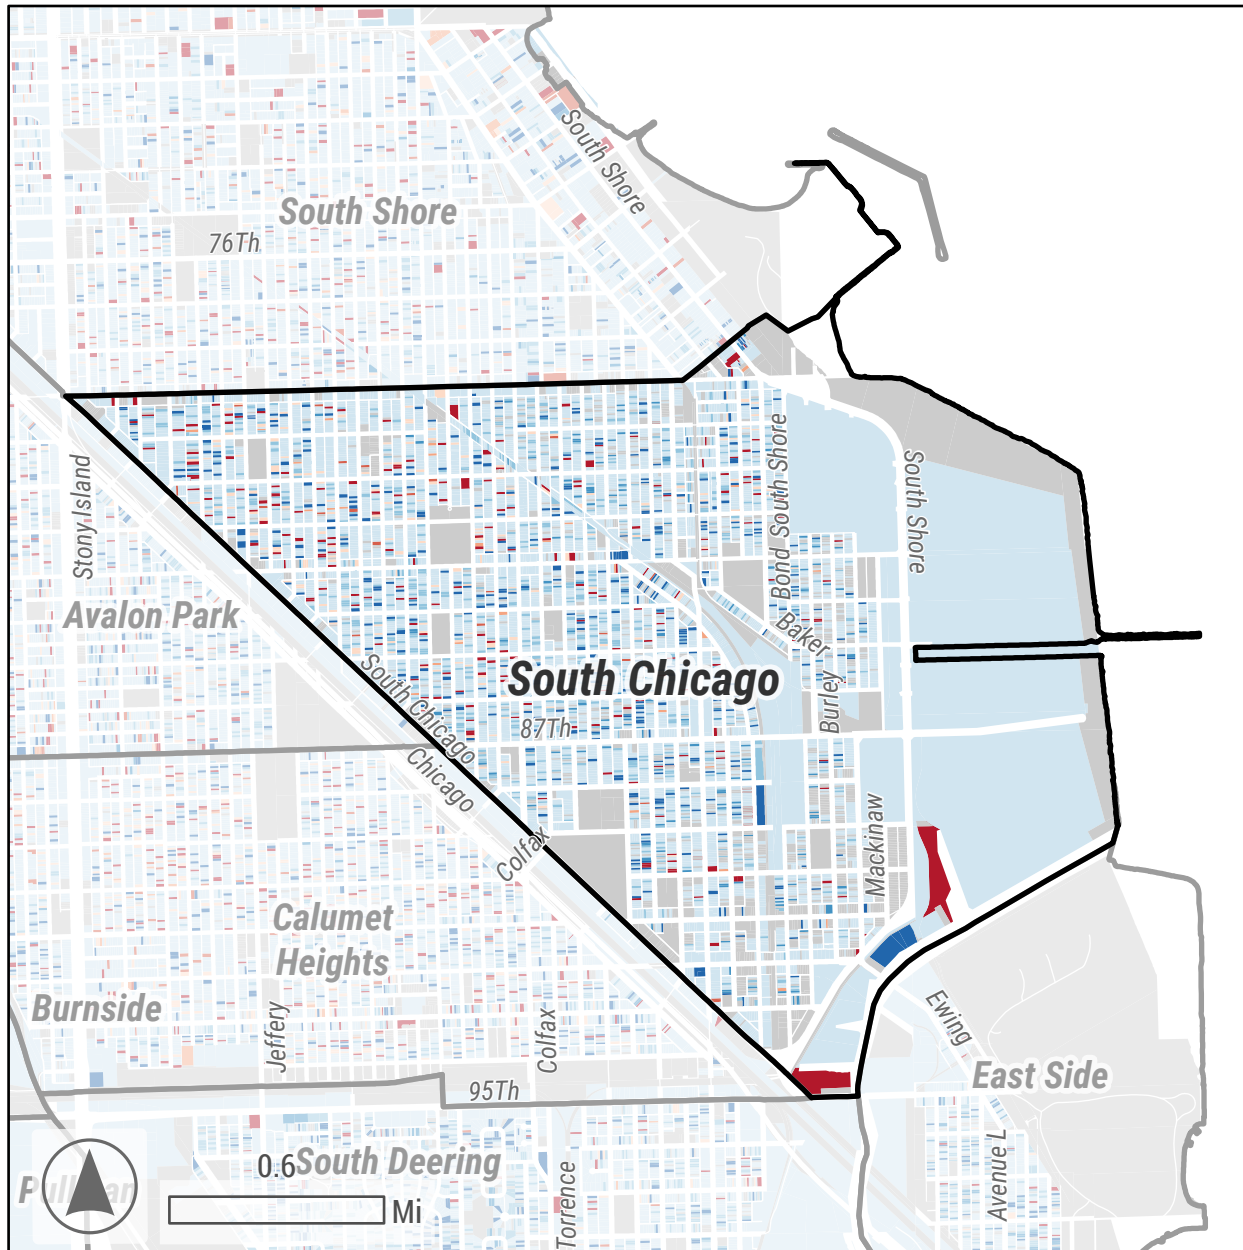 South Shore
South Shore
76Th
Stony Island
Bond South Shore
South Shore
Avalon Park
Baker
South Chicago
South Chicago
Burley
87Th
Chicago
Mackinaw
Colfax
Calumet
Heights
Burnside
Jeffery
Colfax
Ewing
East Side
95Th
0.6
South Deering
Mi
Torrence
Avenue L